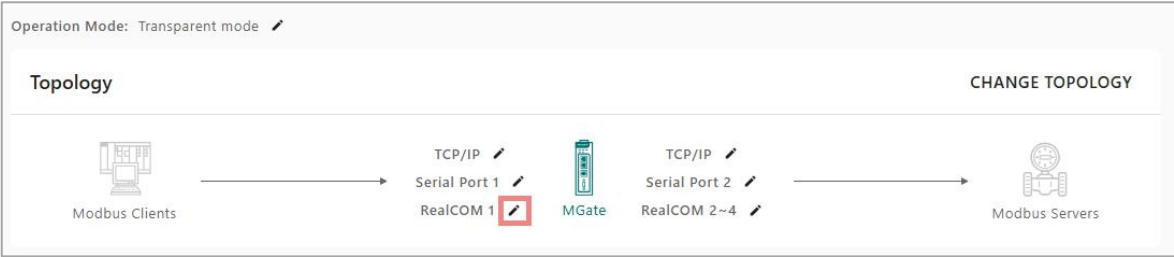 Operation Mode: Transparent mode
Topology
CHANGE TOPOLOGY
TCP/IP
TCP/IP
Serial Port 1
Serial Port 2
Modbus Clients
RealCOM 1
MGate
RealCOM 2~4
Modbus Servers